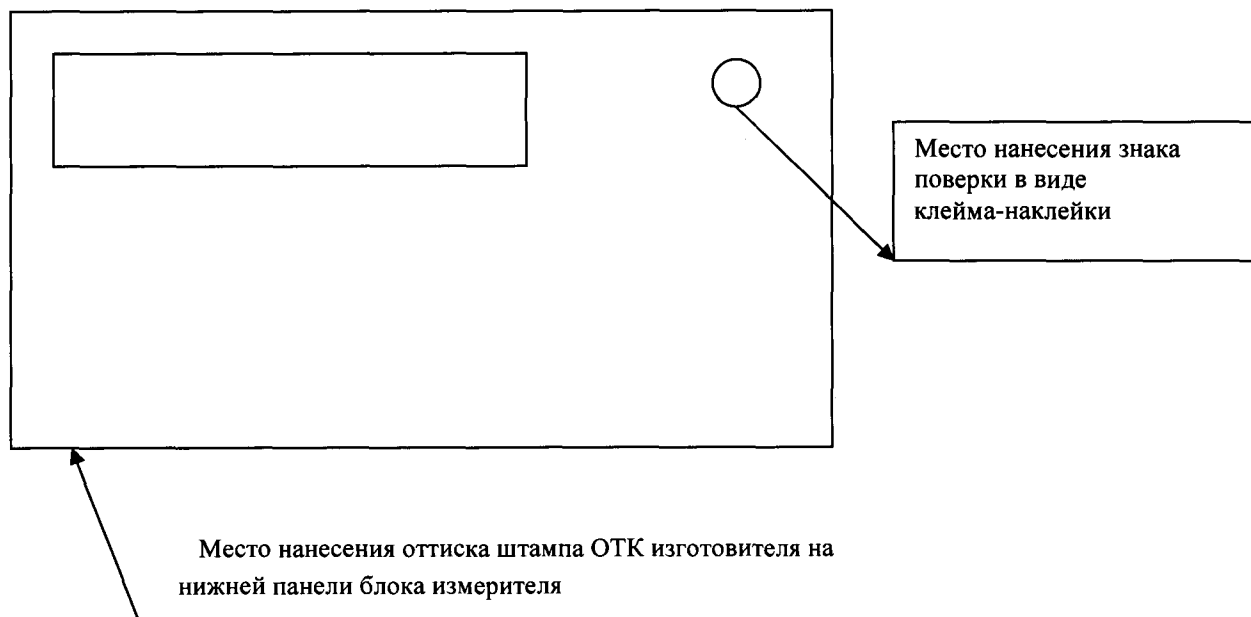 Место нанесения знака
поверки в виде
клейма-наклейки
Место нанесения оттиска штампа ОТК изготовителя на
нижней панели блока измерителя